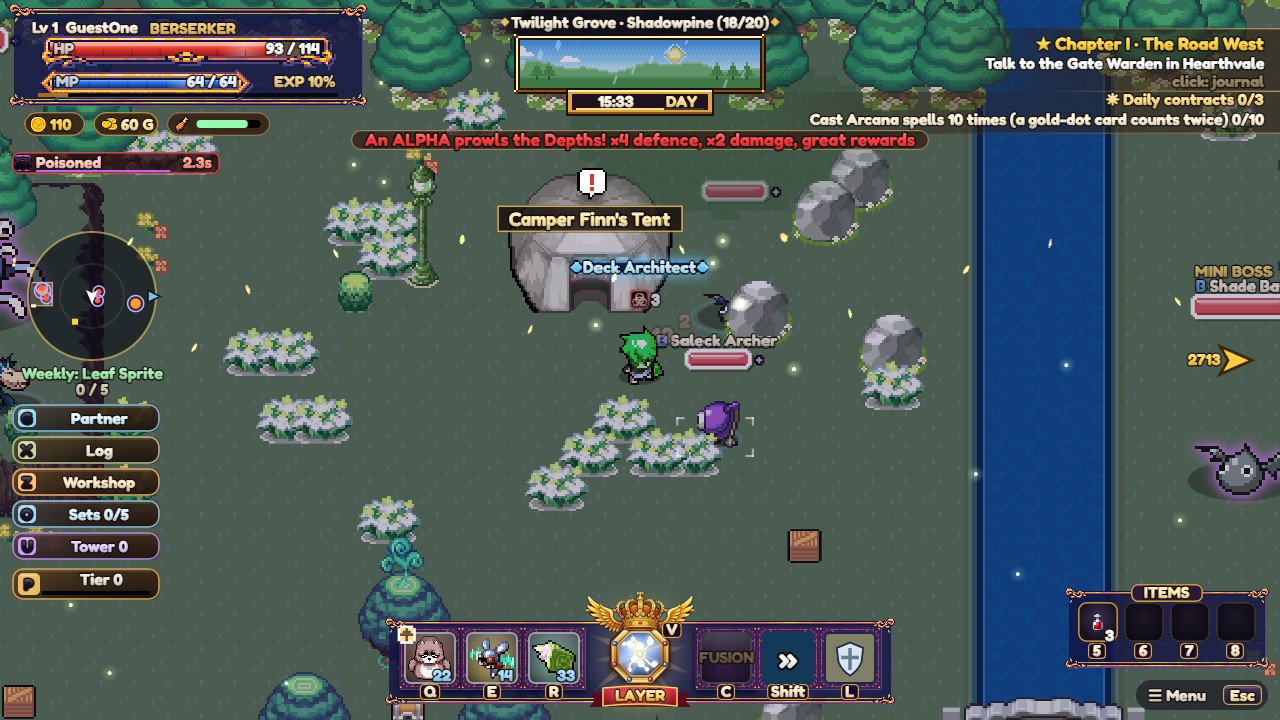 Lv 1 GuestOne BERSERKER
HP 93 / 114
MP 64 / 64 EXP 10%
110 60 G
Poisoned 2.3s
Twilight Grove · Shadowpine (18/20)
15:33 DAY
An ALPHA prowls the Depths! x4 defence, x2 damage, great rewards
★ Chapter I · The Road West
Talk to the Gate Warden in Hearthvale
click: journal
Daily contracts 0/3
Cast Arcana spells 10 times (a gold-dot card counts twice) 0/10
!
Camper Finn's Tent
Deck Architect
3
2
B Saleck Archer
MINI BOSS
B Shade Ba
2713
Weekly: Leaf Sprite
0 / 5
Partner
X Log
Z Workshop
Sets 0/5
U Tower 0
P Tier 0
22 14 33
Q E R
V
LAYER
FUSION
C Shift L
ITEMS
3
5 6 7 8
☰ Menu Esc